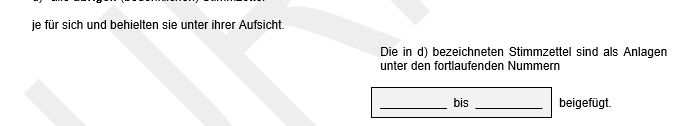 je für sich und behielten sie unter ihrer Aufsicht.
Die in d) bezeichneten Stimmzettel sind als Anlagen
unter den fortlaufenden Nummern
__________ bis __________ beigefügt.